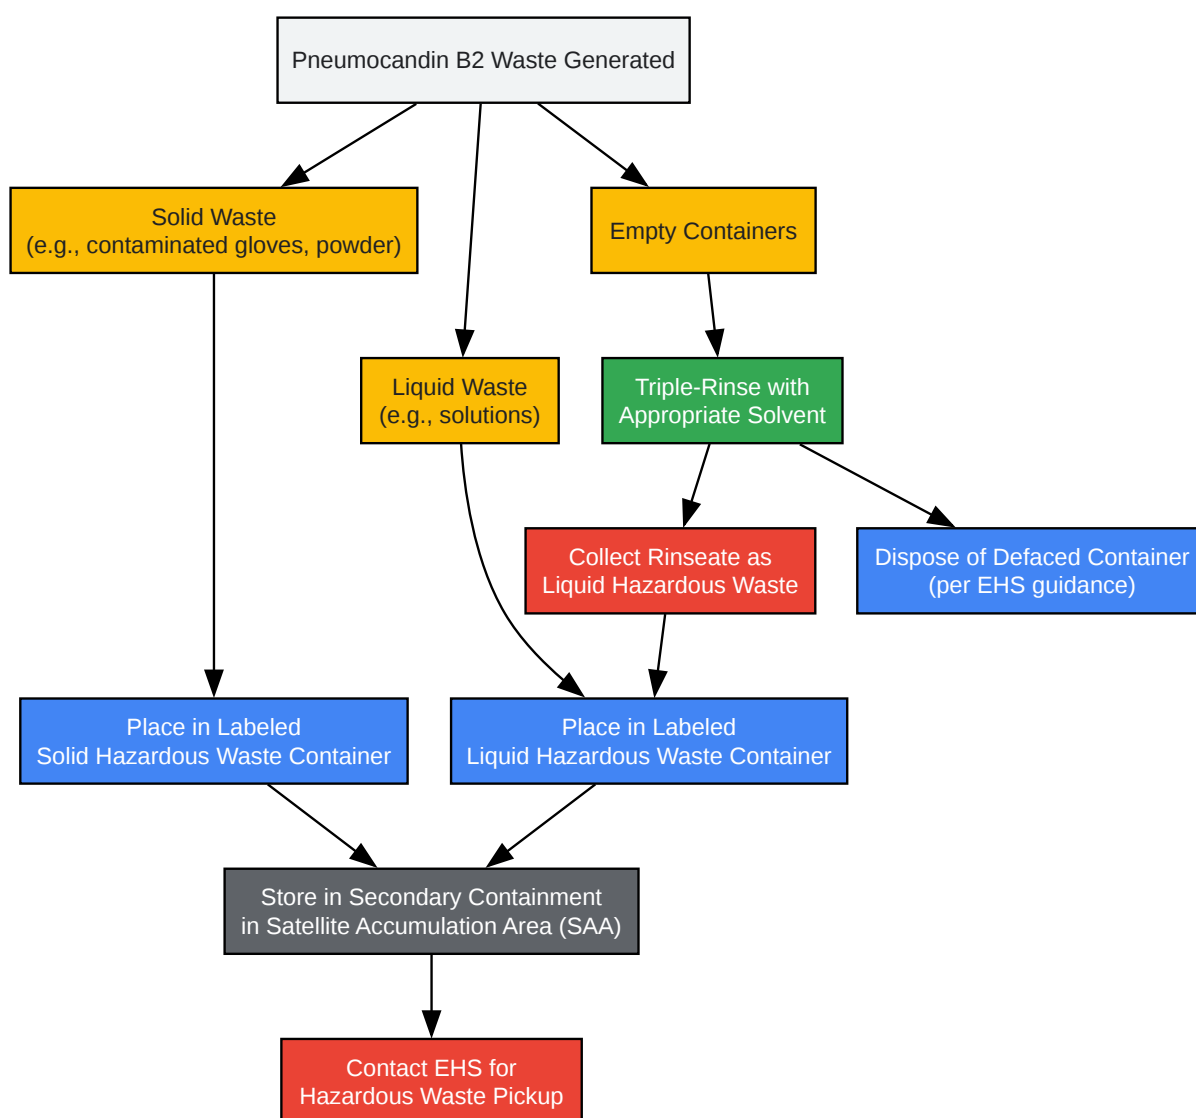 Pneumocandin B2 Waste Generated
Solid Waste
(e.g., contaminated gloves, powder)
Empty Containers
Liquid Waste
(e.g., solutions)
Triple-Rinse with
Appropriate Solvent
Collect Rinseate as
Liquid Hazardous Waste
Dispose of Defaced Container
(per EHS guidance)
Place in Labeled
Solid Hazardous Waste Container
Place in Labeled
Liquid Hazardous Waste Container
Store in Secondary Containment
in Satellite Accumulation Area (SAA)
Contact EHS for
Hazardous Waste Pickup